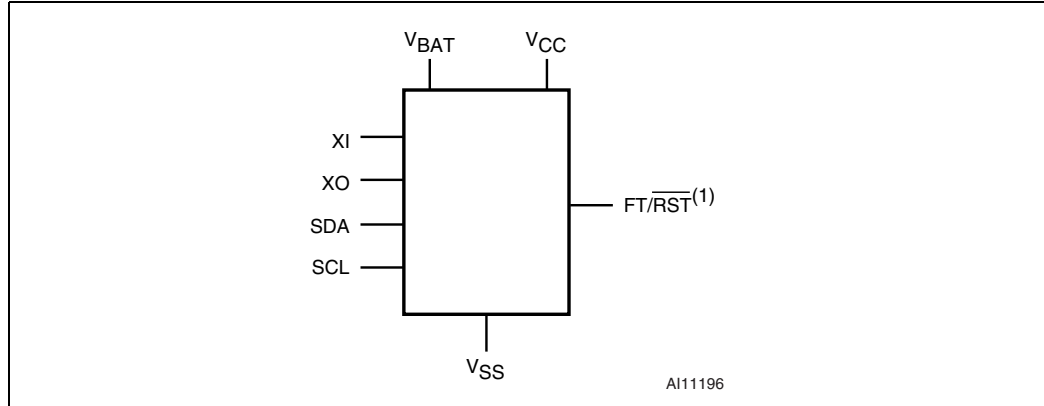 VBAT
VCC
XI
XO
SDA
SCL
FT/RST(1)
VSS
AI11196